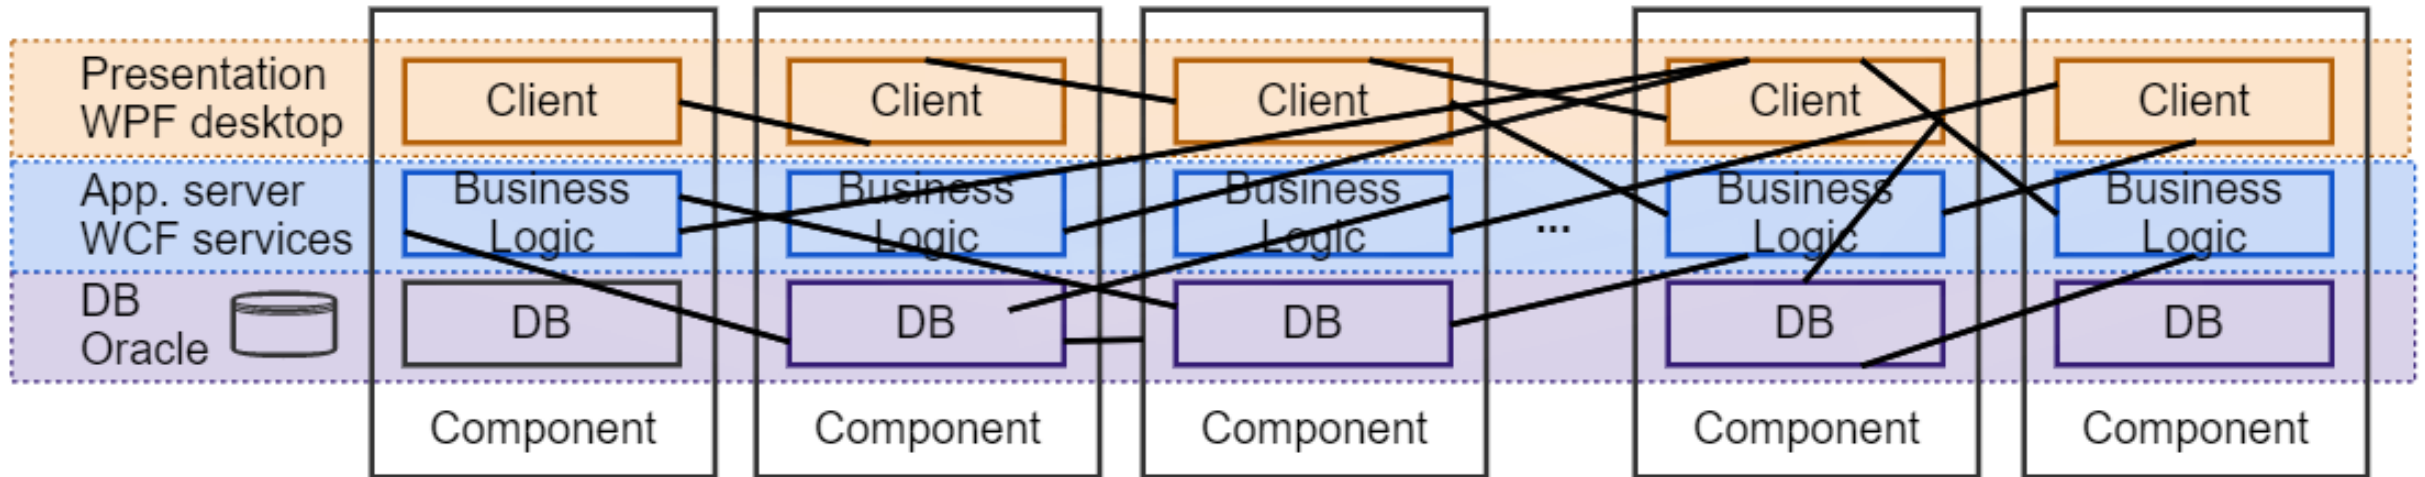 Presentation
WPF desktop
Client
Client
Client
Client
Client
App. server
WCF services
Business
Logic
Business
Logic
Business
Logic
...
Business
Logic
Business
Logic
DB
Oracle
DB
DB
DB
DB
DB
Component
Component
Component
Component
Component